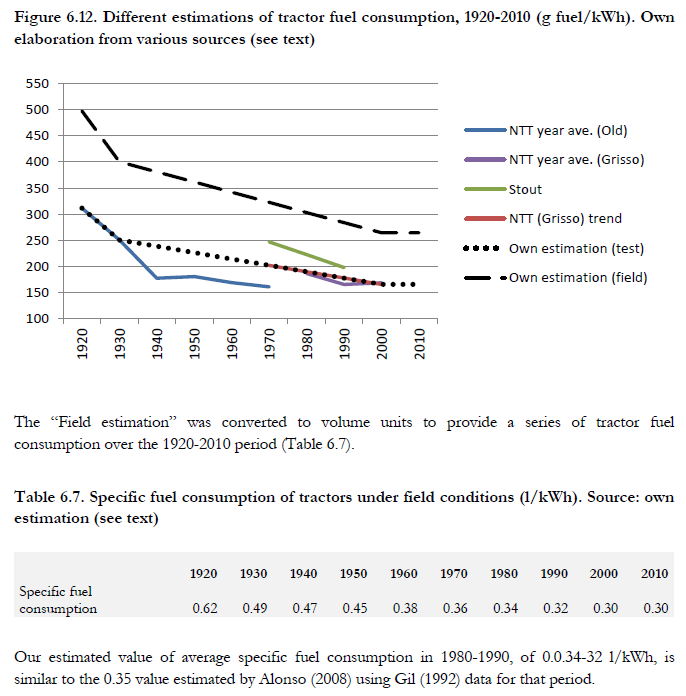 Figure 6.12. Different estimations of tractor fuel consumption, 1920-2010 (g fuel/kWh). Own
elaboration from various sources (see text)
550
500
450
400
350
300
250
200
150
100
1920
1930
1940
1950
1960
1970
1980
1990
2000
2010
NTT year ave. (Old)
NTT year ave. (Grisso)
Stout
NTT (Grisso) trend
Own estimation (test)
Own estimation (field)
The “Field estimation” was converted to volume units to provide a series of tractor fuel
consumption over the 1920-2010 period (Table 6.7).
Table 6.7. Specific fuel consumption of tractors under field conditions (l/kWh). Source: own
estimation (see text)
1920 1930 1940 1950 1960 1970 1980 1990 2000 2010
Specific fuel
consumption 0.62 0.49 0.47 0.45 0.38 0.36 0.34 0.32 0.30 0.30
Our estimated value of average specific fuel consumption in 1980-1990, of 0.0.34-32 l/kWh, is
similar to the 0.35 value estimated by Alonso (2008) using Gil (1992) data for that period.